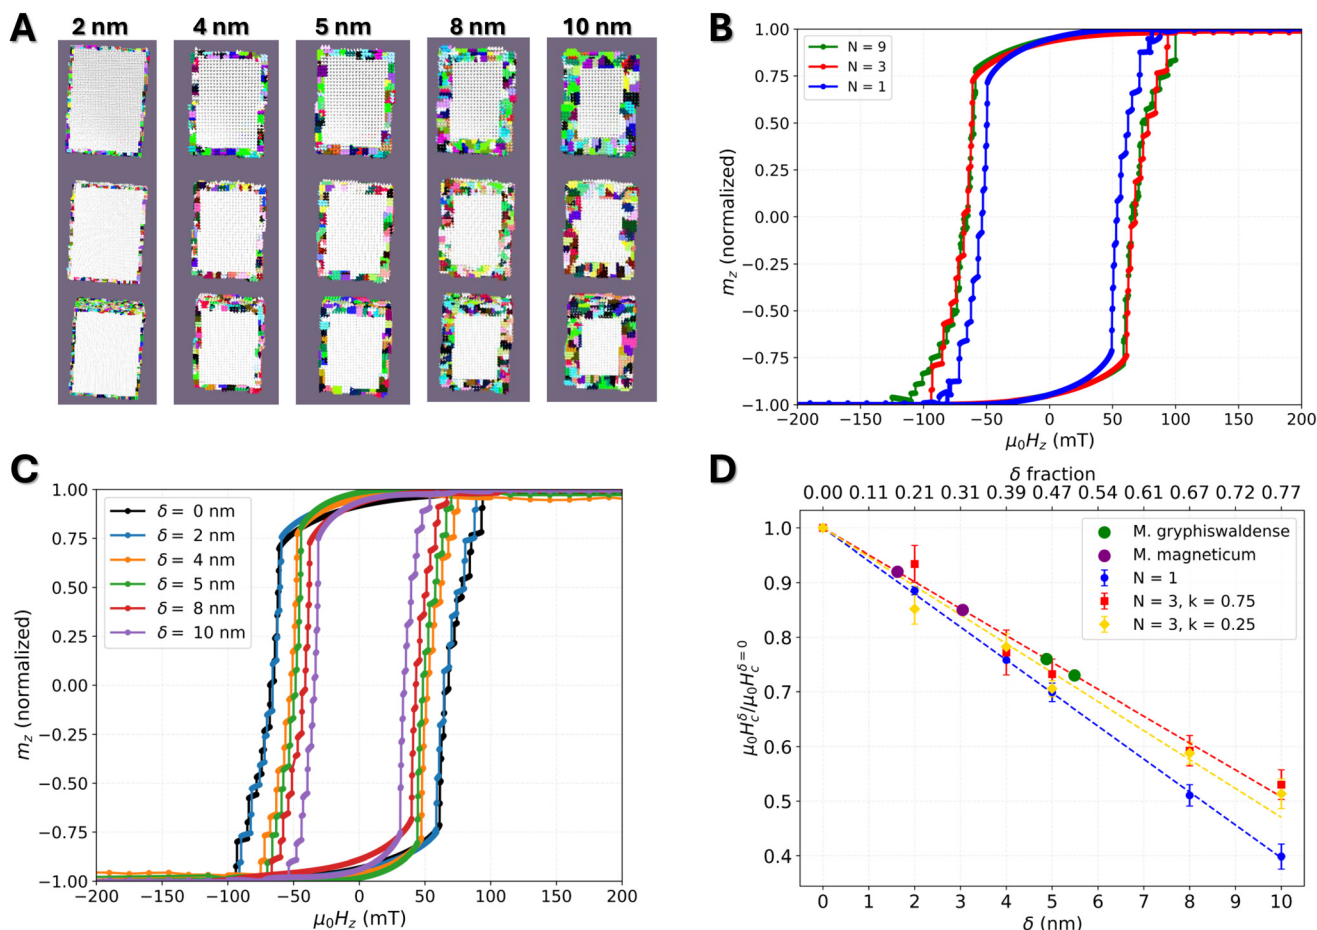 A
2 nm 4 nm 5 nm 8 nm 10 nm
B
N = 9
N = 3
N = 1
1.00
0.75
0.50
0.25
0.00
−0.25
−0.50
−0.75
−1.00
m_z (normalized)
−200 −150 −100 −50 0 50 100 150 200
μ₀H_z (mT)
C
δ = 0 nm
δ = 2 nm
δ = 4 nm
δ = 5 nm
δ = 8 nm
δ = 10 nm
1.00
0.75
0.50
0.25
0.00
−0.25
−0.50
−0.75
−1.00
m_z (normalized)
−200 −150 −100 −50 0 50 100 150 200
μ₀H_z (mT)
D
δ fraction
0.00 0.11 0.21 0.31 0.39 0.47 0.54 0.61 0.67 0.72 0.77
M. gryphiswaldense
M. magneticum
N = 1
N = 3, k = 0.75
N = 3, k = 0.25
1.0
0.9
0.8
0.7
0.6
0.5
0.4
μ₀H_c^δ/μ₀H_c^δ=0
0 1 2 3 4 5 6 7 8 9 10
δ (nm)